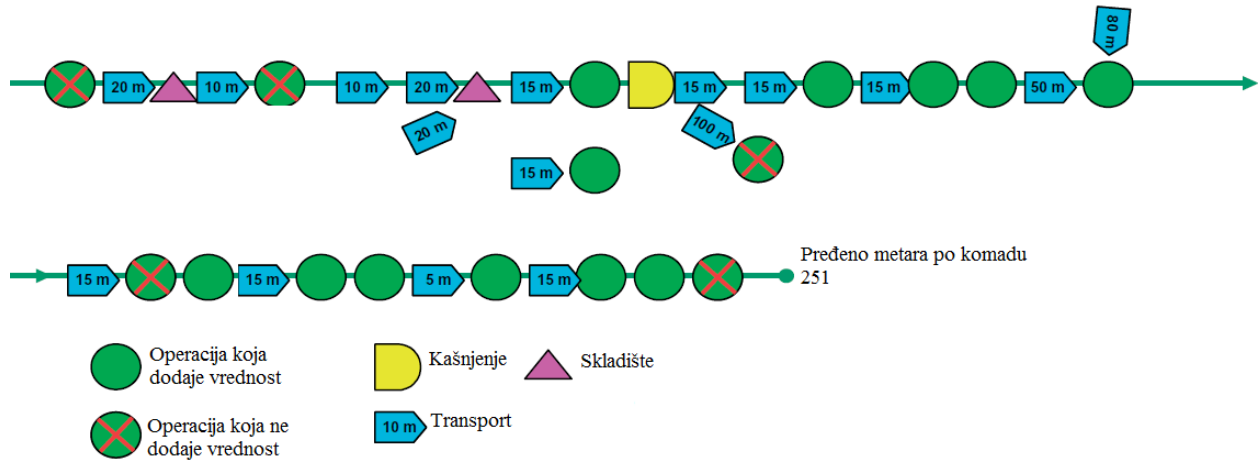 80 m
20 m
10 m
10 m
20 m
15 m
15 m
15 m
15 m
50 m
20 m
100 m
15 m
15 m
15 m
5 m
15 m
Pređeno metara po komadu
251
Operacija koja
dodaje vrednost
Kašnjenje
Skladište
Operacija koja ne
dodaje vrednost
10 m
Transport